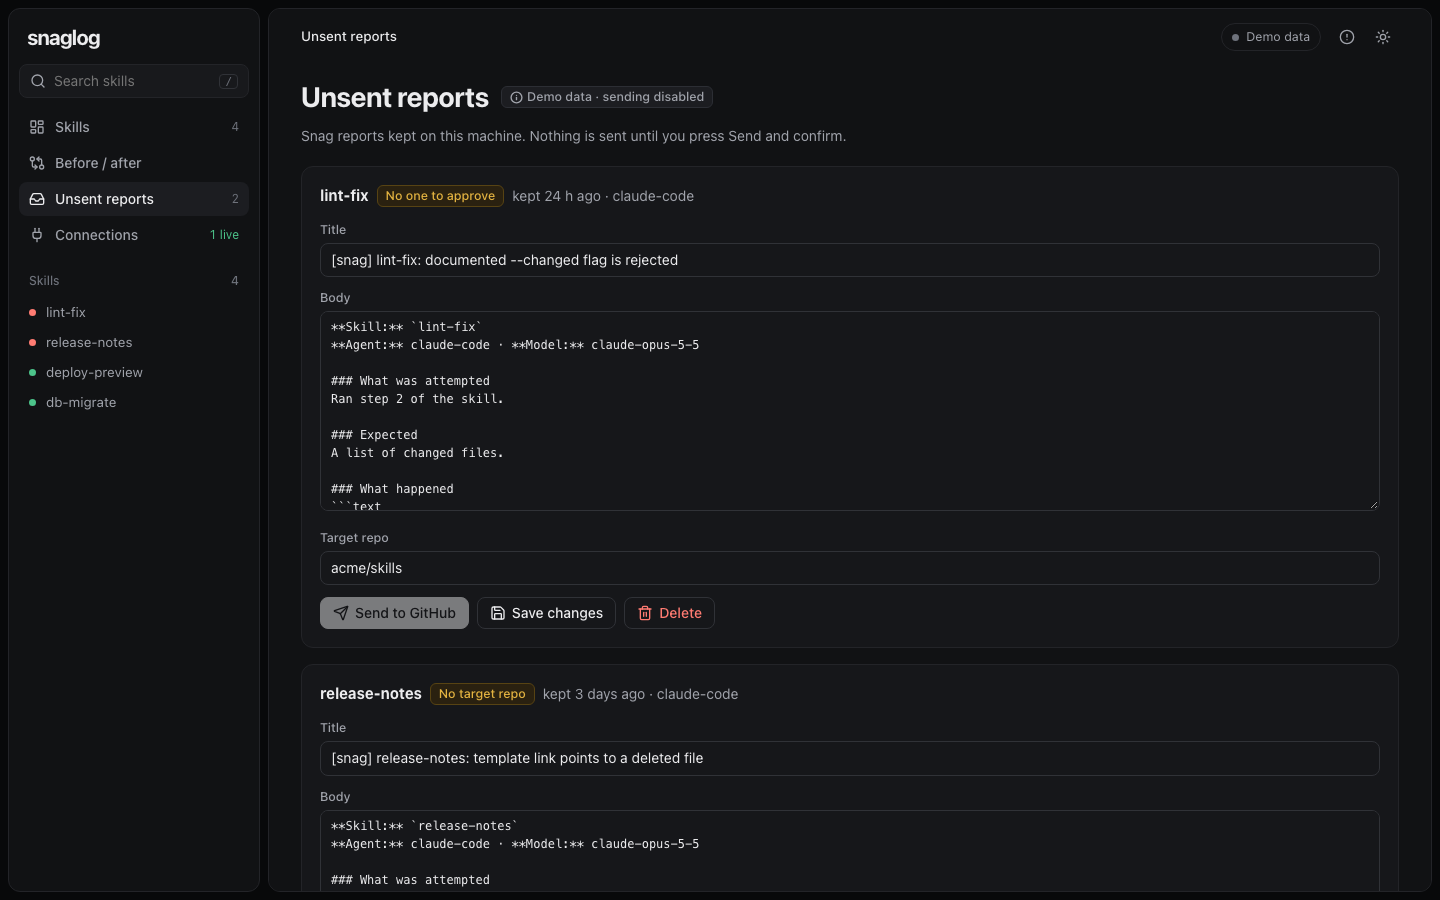 snaglog
Search skills /
Skills 4
Before / after
Unsent reports 2
Connections 1 live
Skills 4
lint-fix
release-notes
deploy-preview
db-migrate
Unsent reports
Demo data
Unsent reports
Demo data · sending disabled
Snag reports kept on this machine. Nothing is sent until you press Send and confirm.
lint-fix No one to approve kept 24 h ago · claude-code
Title
[snag] lint-fix: documented --changed flag is rejected
Body
**Skill:** `lint-fix`
**Agent:** claude-code · **Model:** claude-opus-5-5
### What was attempted
Ran step 2 of the skill.
### Expected
A list of changed files.
### What happened
```text
Target repo
acme/skills
Send to GitHub Save changes Delete
release-notes No target repo kept 3 days ago · claude-code
Title
[snag] release-notes: template link points to a deleted file
Body
**Skill:** `release-notes`
**Agent:** claude-code · **Model:** claude-opus-5-5
### What was attempted